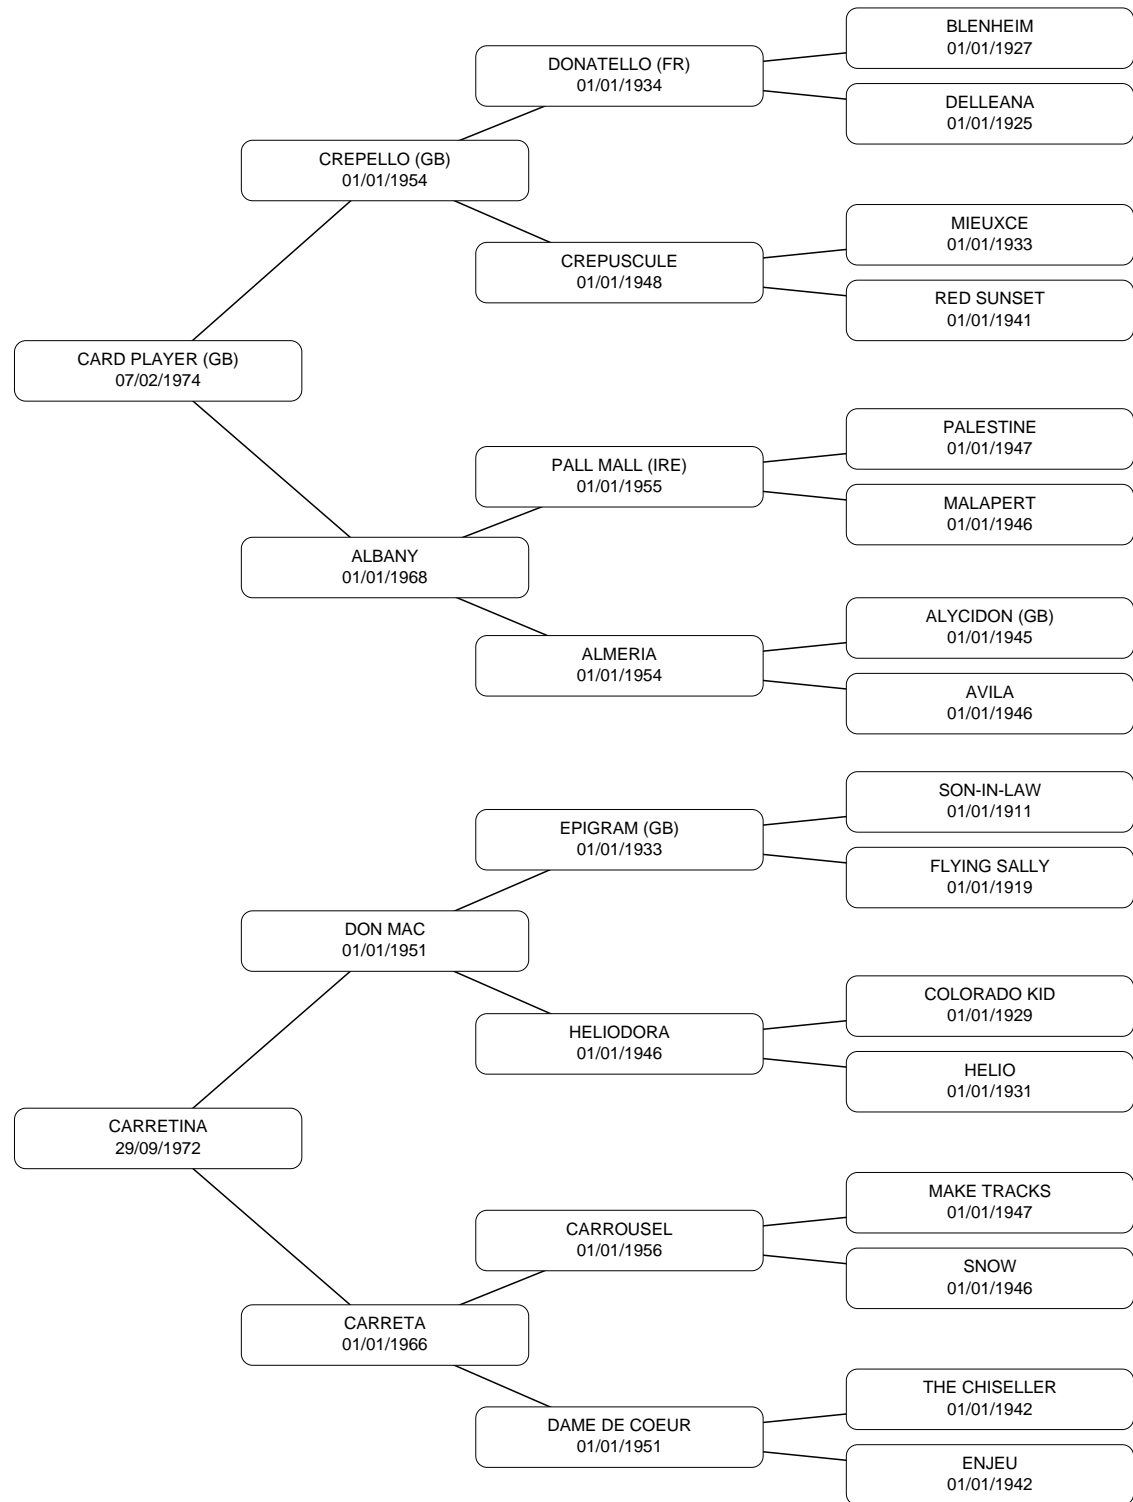 BLENHEIM
01/01/1927
DONATELLO (FR)
01/01/1934
DELLEANA
01/01/1925
CREPELLO (GB)
01/01/1954
MIEUXCE
01/01/1933
CREPUSCULE
01/01/1948
RED SUNSET
01/01/1941
CARD PLAYER (GB)
07/02/1974
PALESTINE
01/01/1947
PALL MALL (IRE)
01/01/1955
MALAPERT
01/01/1946
ALBANY
01/01/1968
ALYCIDON (GB)
01/01/1945
ALMERIA
01/01/1954
AVILA
01/01/1946
SON-IN-LAW
01/01/1911
EPIGRAM (GB)
01/01/1933
FLYING SALLY
01/01/1919
DON MAC
01/01/1951
COLORADO KID
01/01/1929
HELIODORA
01/01/1946
HELIO
01/01/1931
CARRETINA
29/09/1972
MAKE TRACKS
01/01/1947
CARROUSEL
01/01/1956
SNOW
01/01/1946
CARRETA
01/01/1966
THE CHISELLER
01/01/1942
DAME DE COEUR
01/01/1951
ENJEU
01/01/1942